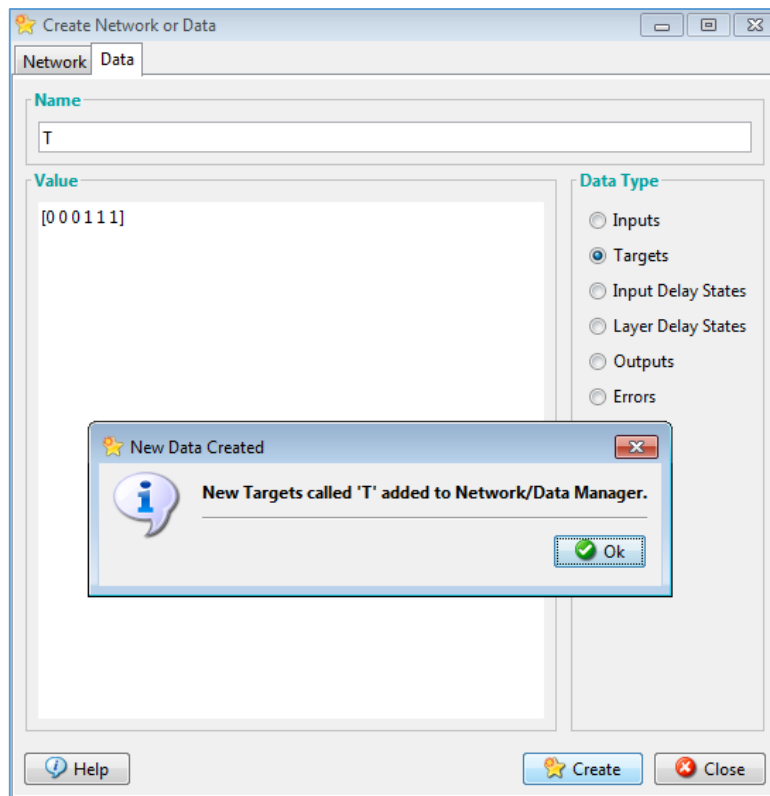 Create Network or Data
Network Data
Name
T
Value
[0 0 0 1 1 1]
Data Type
Inputs
Targets
Input Delay States
Layer Delay States
Outputs
Errors
New Data Created
New Targets called 'T' added to Network/Data Manager.
Ok
Help
Create
Close